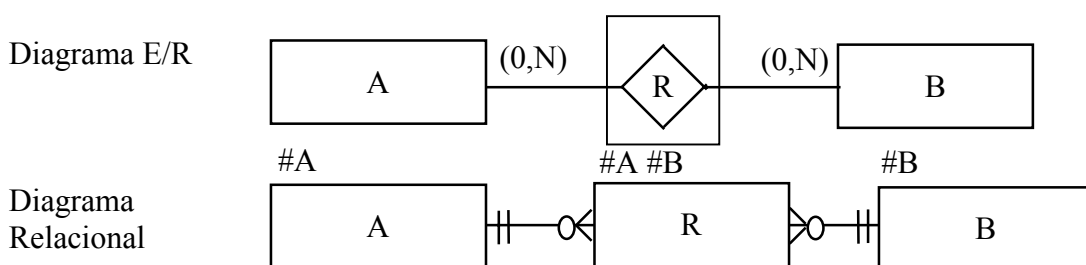 Diagrama E/R
A (0,N) R (0,N) B
#A #A #B #B
Diagrama
Relacional
A R B